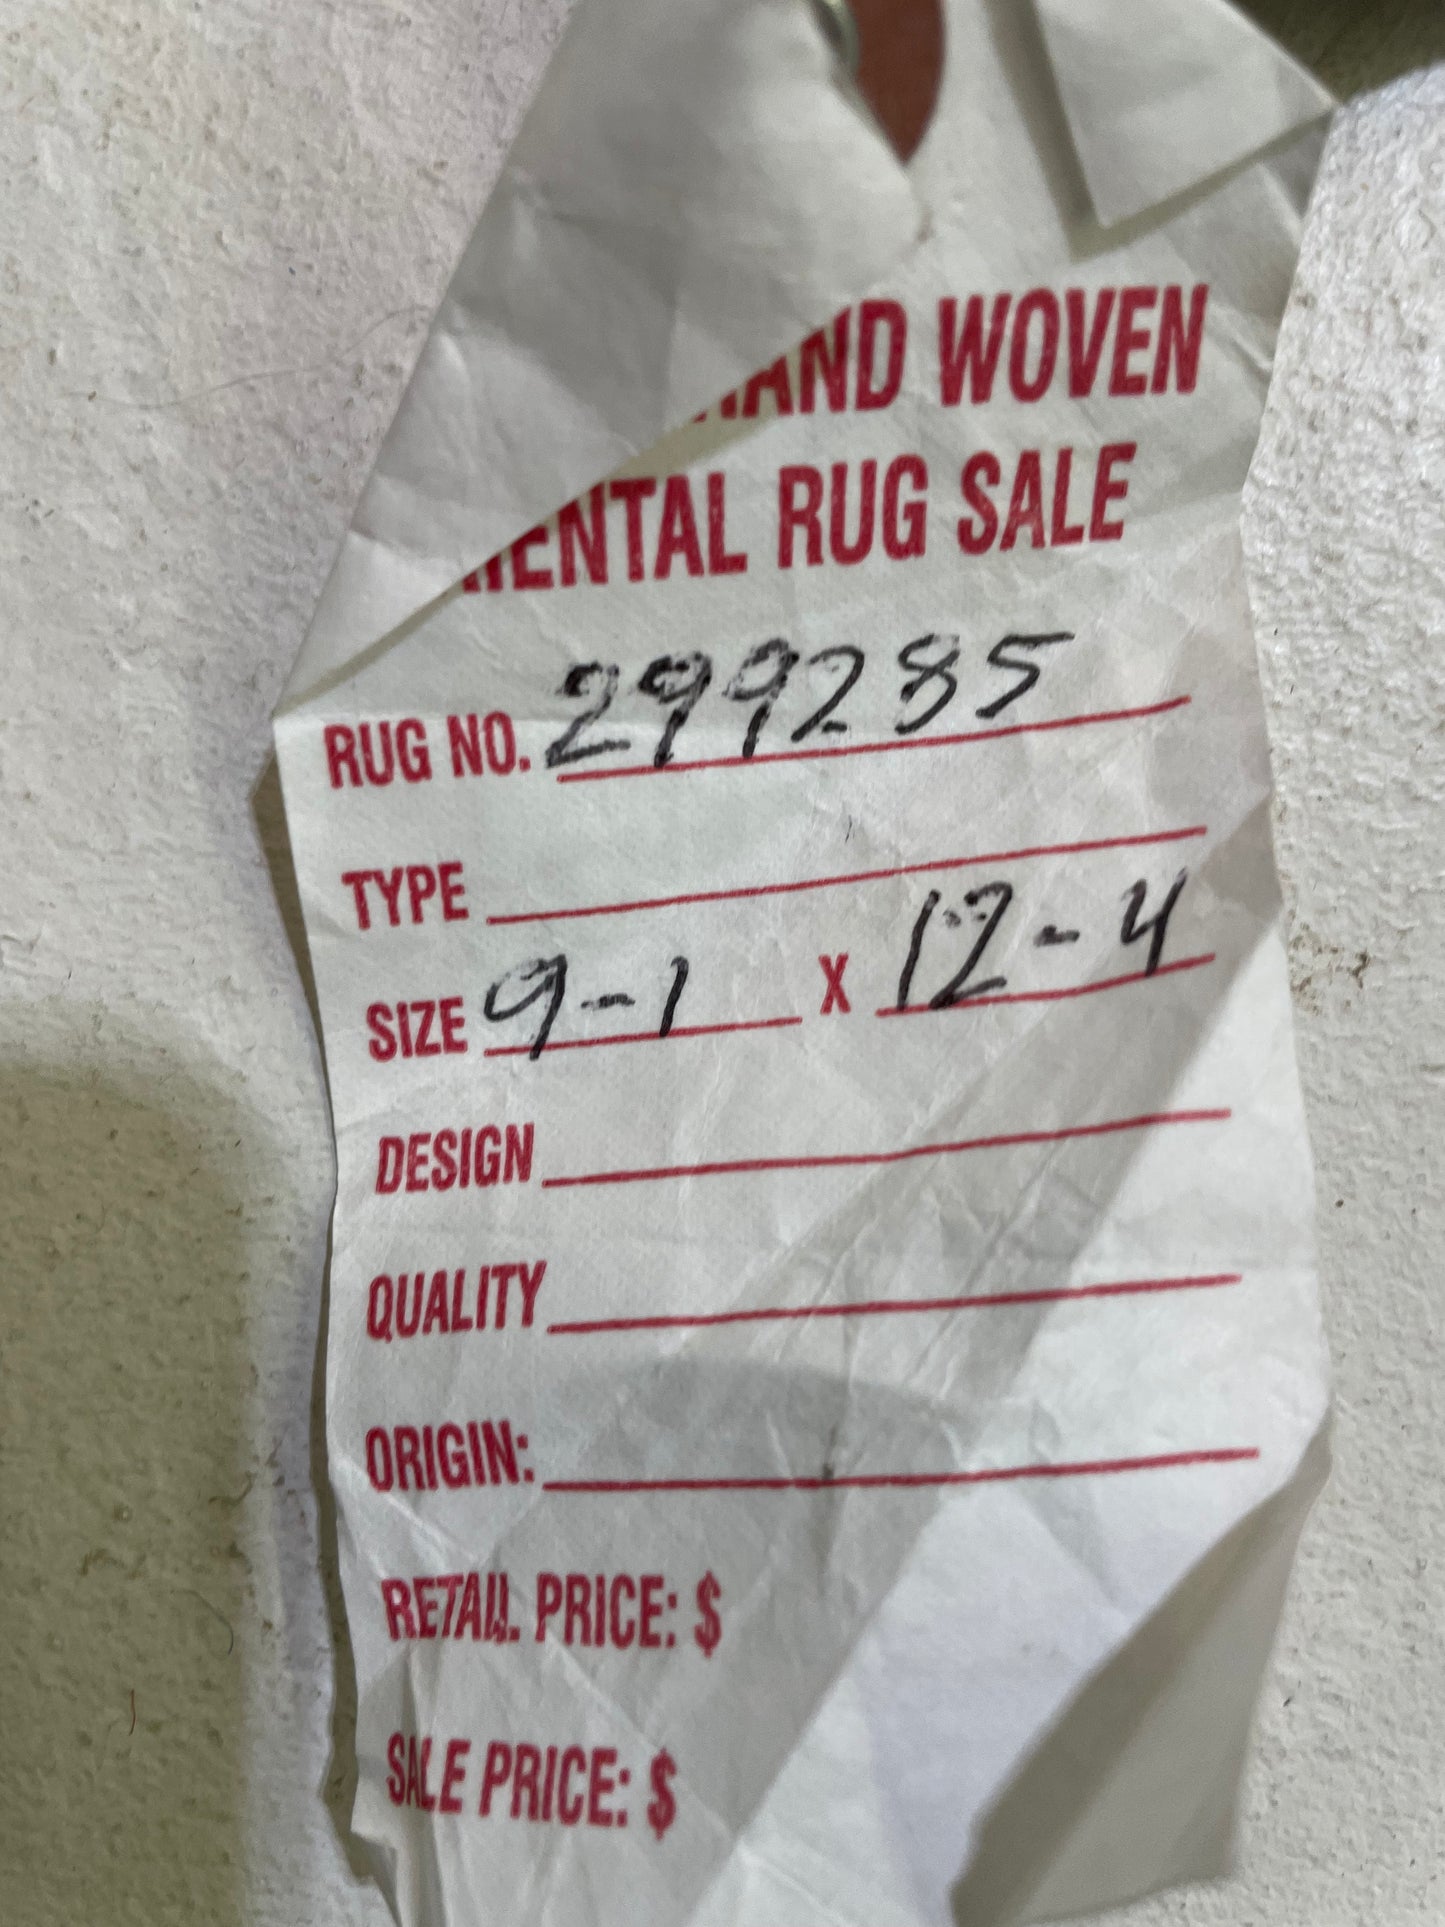 HAND WOVEN
RIENTAL RUG SALE
RUG NO. 299285
TYPE
SIZE 9-1 X 12-4
DESIGN
QUALITY
ORIGIN:
RETAIL PRICE: $
SALE PRICE: $